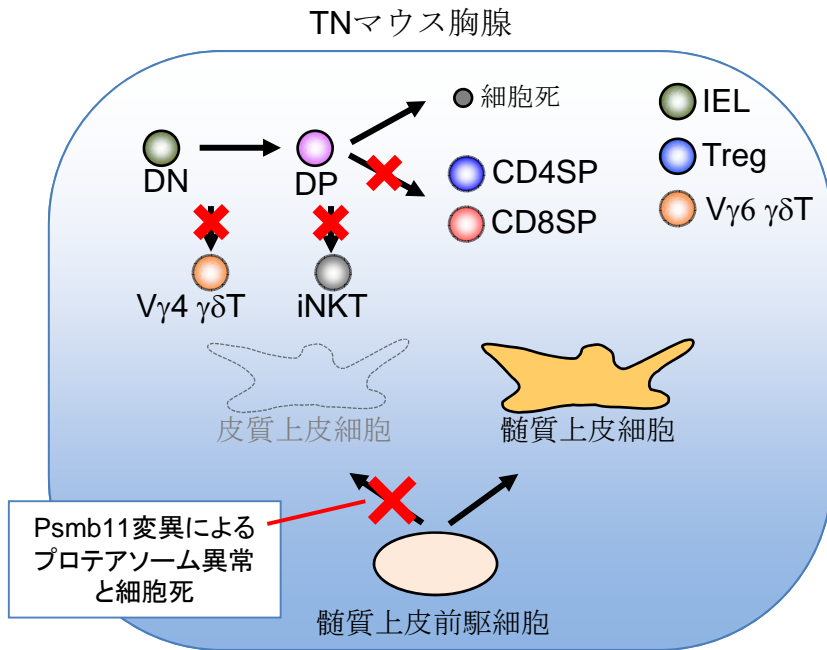 TNマウス胸腺
細胞死
IEL
DN
DP
CD4SP
Treg
CD8SP
Vγ6 γδT
Vγ4 γδT
iNKT
皮質上皮細胞
髄質上皮細胞
Psmb11変異による
プロテアソーム異常
と細胞死
髄質上皮前駆細胞